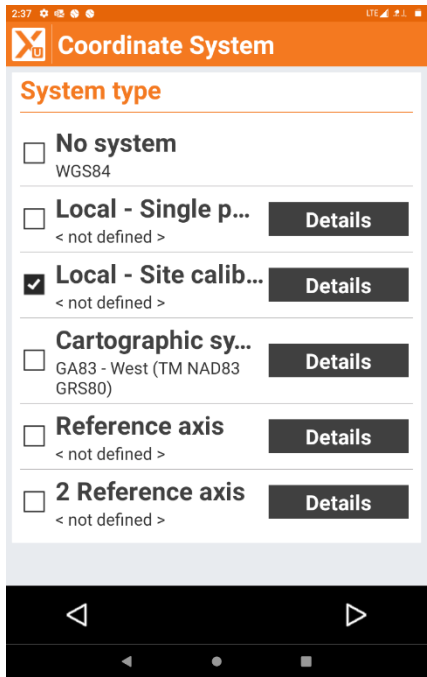 2:37
LTE
Coordinate System
System type
No system
WGS84
Local - Single p...
< not defined >
Details
Local - Site calib...
< not defined >
Details
Cartographic sy...
GA83 - West (TM NAD83
GRS80)
Details
Reference axis
< not defined >
Details
2 Reference axis
< not defined >
Details